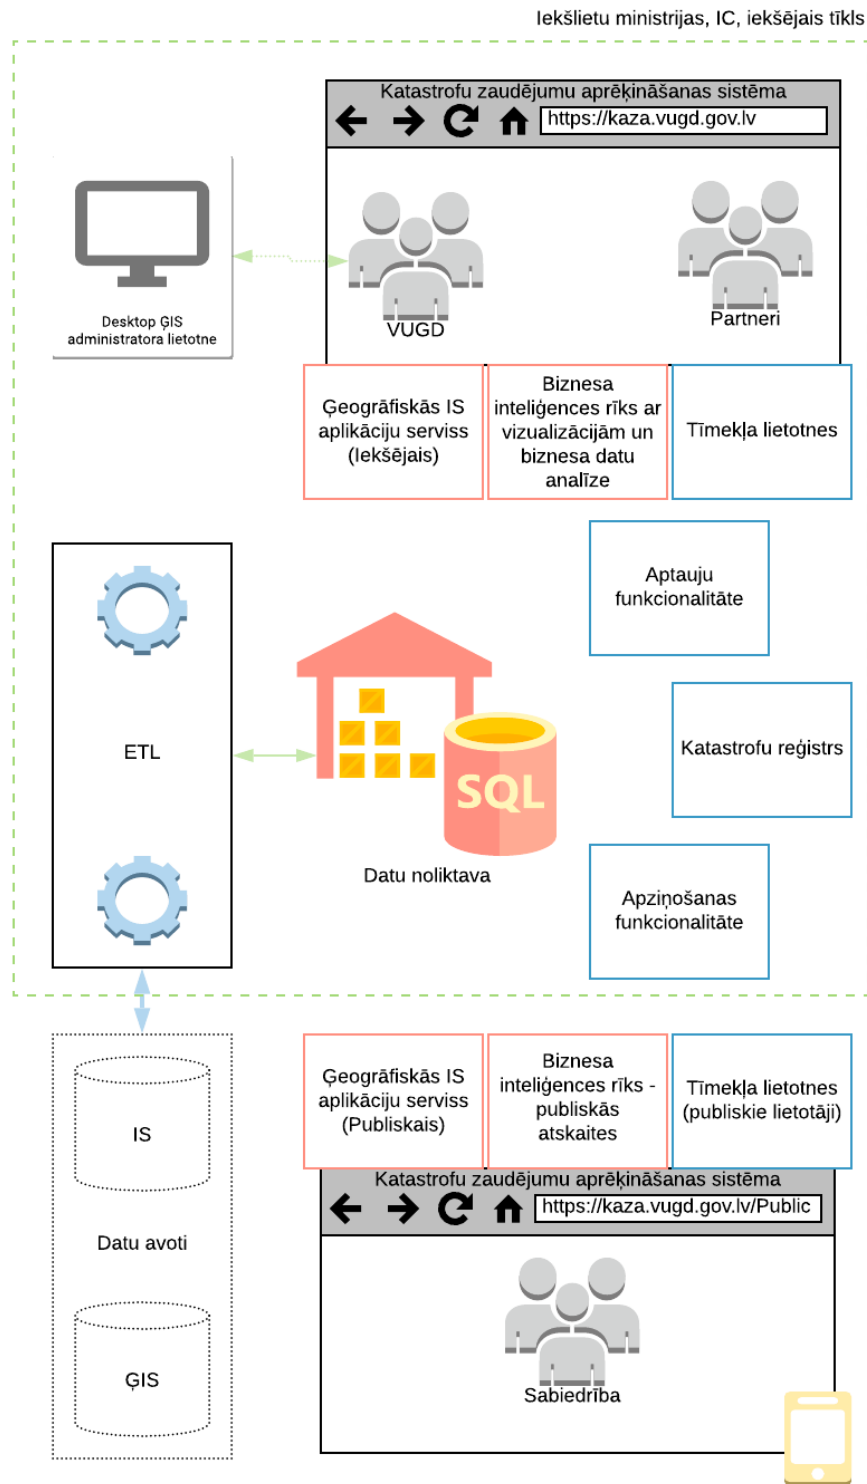 Iekšlietu ministrijas, IC, iekšējais tīkls
Katastrofu zaudējumu aprēķināšanas sistēma
https://kaza.vugd.gov.lv
Desktop ĢIS
administratora lietotne
VUGD
Partneri
Ģeogrāfiskās IS
aplikāciju serviss
(Iekšējais)
Biznesa
inteliģences rīks ar
vizualizācijām un
biznesa datu
analīze
Tīmekļa lietotnes
Aptauju
funkcionalitāte
ETL
SQL
Datu noliktava
Katastrofu reģistrs
Apziņošanas
funkcionalitāte
IS
Datu avoti
ĢIS
Ģeogrāfiskās IS
aplikāciju serviss
(Publiskais)
Biznesa
inteliģences rīks -
publiskās
atskaites
Tīmekļa lietotnes
(publiskie lietotāji)
Katastrofu zaudējumu aprēķināšanas sistēma
https://kaza.vugd.gov.lv/Public
Sabiedrība